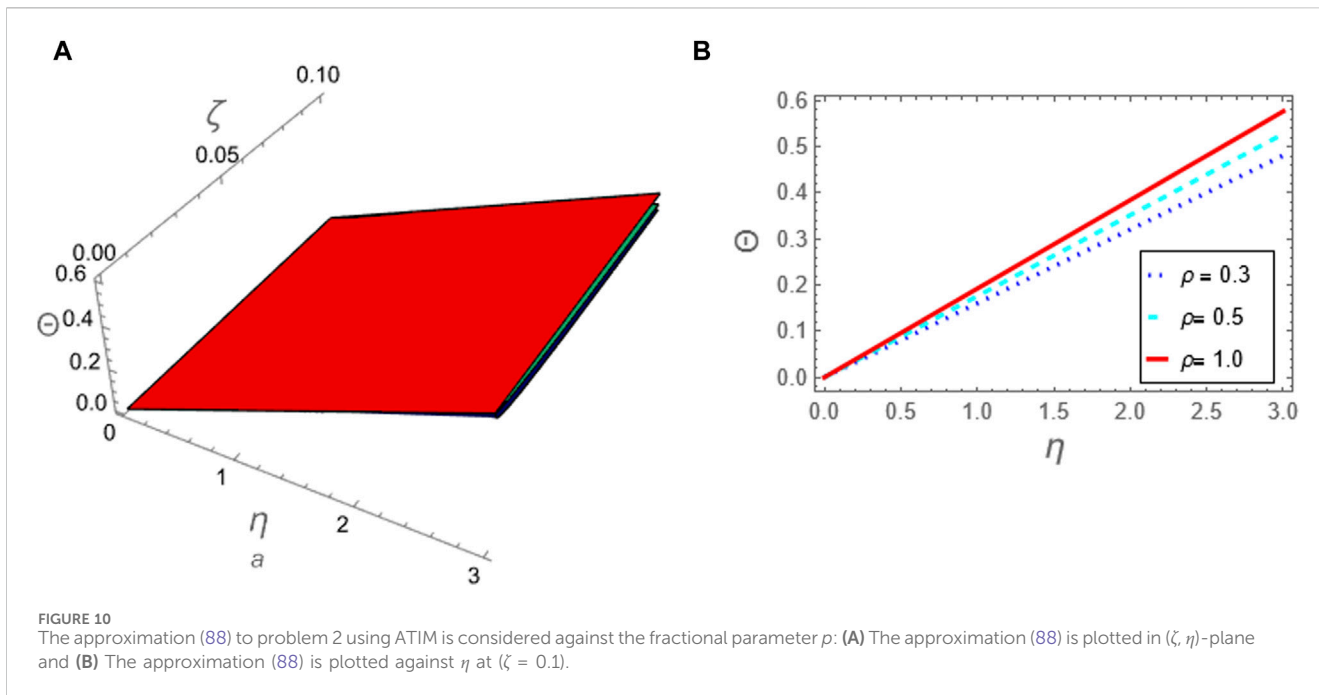 A
0.10
ζ
0.05
0.00
0.6
Θ 0.4
0.2
0.0
0
1
η
2
a
3
B
0.6
0.5
0.4
Θ 0.3
0.2
0.1
0.0
ρ = 0.3
ρ= 0.5
ρ= 1.0
0.0 0.5 1.0 1.5 2.0 2.5 3.0
η
FIGURE 10
The approximation (88) to problem 2 using ATIM is considered against the fractional parameter p: (A) The approximation (88) is plotted in (ζ, η)-plane
and (B) The approximation (88) is plotted against η at (ζ = 0.1).